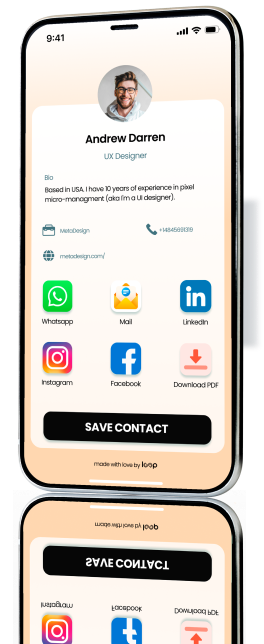 9:41
Andrew Darren
UX Designer
Bio
Based in USA. I have 10 years of experience in pixel
micro-managment (aka I'm a UI designer).
MetaDesign
+14845691319
metadesign.com/
Whatsapp
Mail
LinkedIn
in
Instagram
Facebook
Download PDF
SAVE CONTACT
made with love by loop
made with love by loop
SAVE CONTACT
Instagram
Facebook
Download PDF